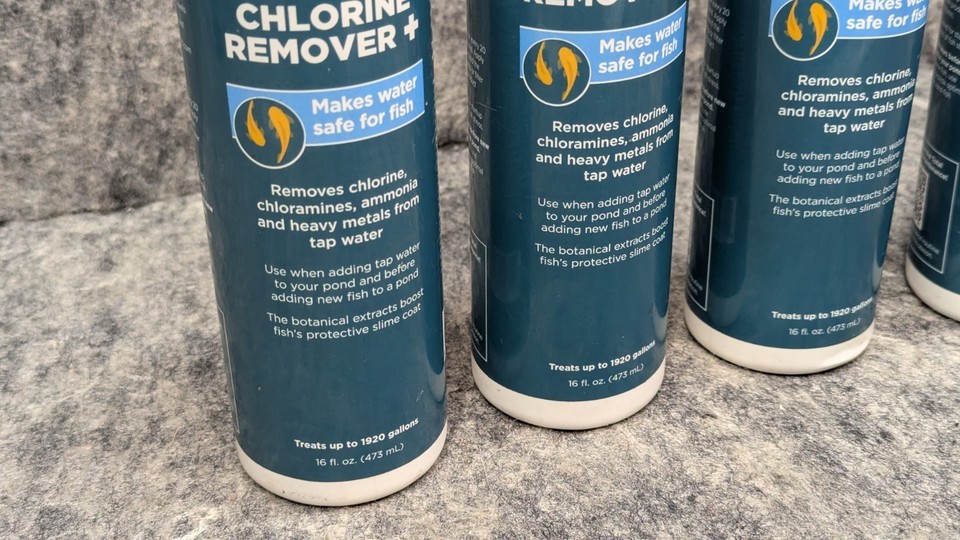 CHLORINE
REMOVER +
Makes water
safe for fish
Removes chlorine,
chloramines, ammonia
and heavy metals from
tap water
Use when adding tap water
to your pond and before
adding new fish to a pond
The botanical extracts boost
fish's protective slime coat
Treats up to 1920 gallons
16 fl. oz. (473 mL)
Makes water
safe for fish
Removes chlorine,
chloramines, ammonia
and heavy metals from
tap water
Use when adding tap water
to your pond and before
adding new fish to a pond
The botanical extracts boost
fish's protective slime coat
Treats up to 1920 gallons
16 fl. oz. (473 mL)
Makes water
safe for fish
Removes chlorine,
chloramines, ammonia
and heavy metals from
tap water
Use when adding tap water
to your pond and before
adding new fish to a pond
The botanical extracts boost
fish's protective slime coat
Treats up to 1920 gallons
16 fl. oz. (473 mL)